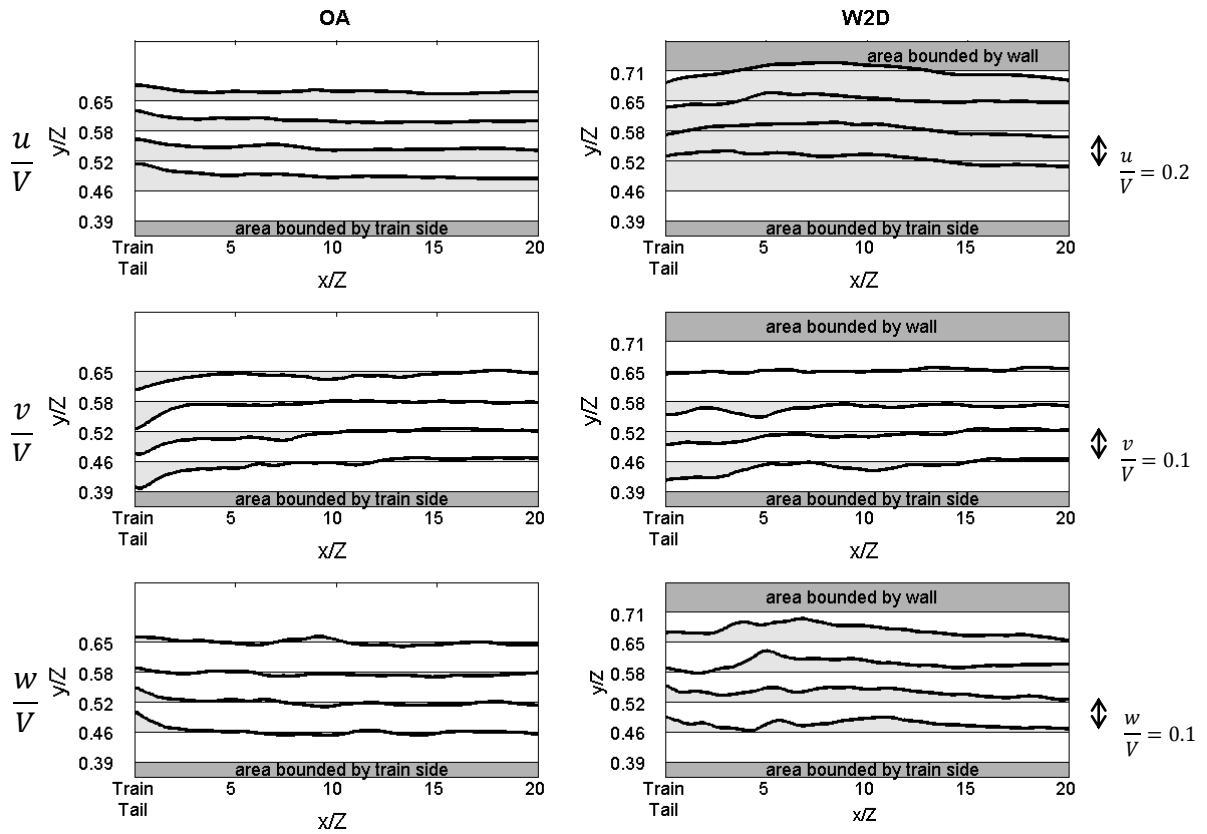 OA
W2D
area bounded by wall
0.71
0.65
0.65
0.58
0.58
0.52
0.52
0.46
0.46
0.39
0.39
y/Z
y/Z
u/V
u/V = 0.2
area bounded by train side
area bounded by train side
Train Tail 5 10 15 20
Train Tail 5 10 15 20
x/Z
x/Z
area bounded by wall
0.71
0.65
0.65
0.58
0.58
0.52
0.52
0.46
0.46
0.39
0.39
y/Z
y/Z
v/V
v/V = 0.1
area bounded by train side
area bounded by train side
Train Tail 5 10 15 20
Train Tail 5 10 15 20
x/Z
x/Z
area bounded by wall
0.71
0.65
0.65
0.58
0.58
0.52
0.52
0.46
0.46
0.39
0.39
y/Z
y/Z
w/V
w/V = 0.1
area bounded by train side
area bounded by train side
Train Tail 5 10 15 20
Train Tail 5 10 15 20
x/Z
x/Z